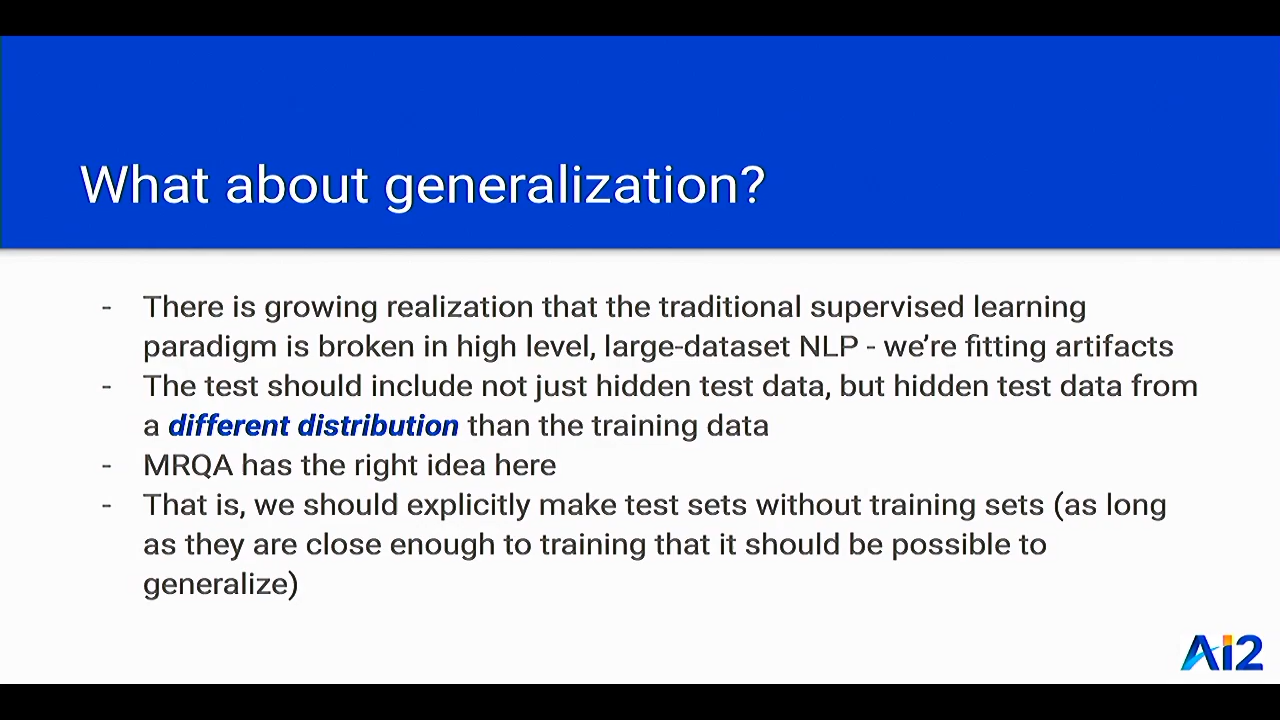 What about generalization?
- There is growing realization that the traditional supervised learning
paradigm is broken in high level, large-dataset NLP - we’re fitting artifacts
- The test should include not just hidden test data, but hidden test data from
a different distribution than the training data
- MRQA has the right idea here
- That is, we should explicitly make test sets without training sets (as long
as they are close enough to training that it should be possible to
generalize)
Ai2